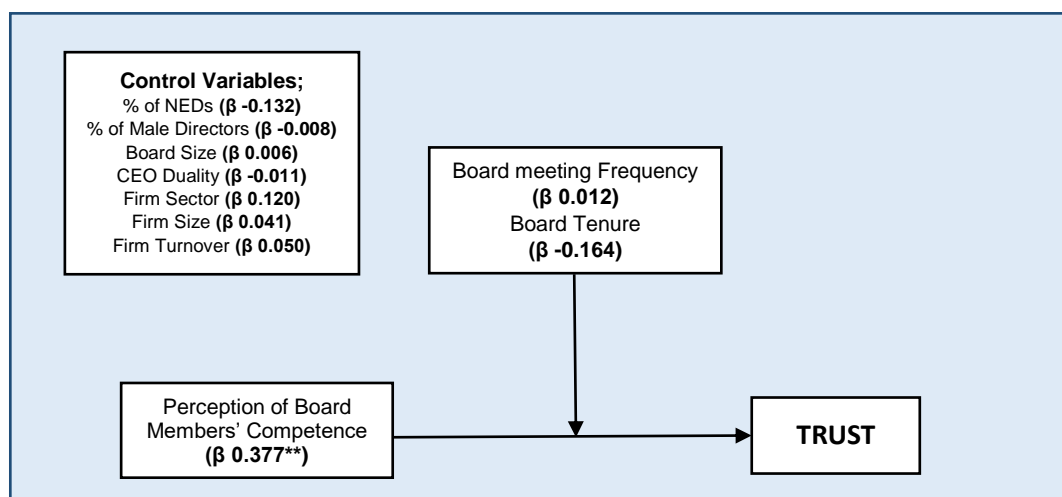 Control Variables;
% of NEDs (β -0.132)
% of Male Directors (β -0.008)
Board Size (β 0.006)
CEO Duality (β -0.011)
Firm Sector (β 0.120)
Firm Size (β 0.041)
Firm Turnover (β 0.050)
Board meeting Frequency
(β 0.012)
Board Tenure
(β -0.164)
Perception of Board
Members’ Competence
(β 0.377**)
TRUST